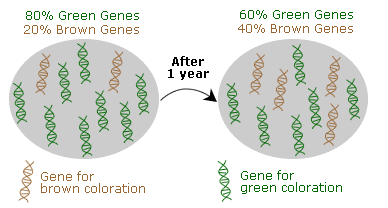 80% Green Genes
20% Brown Genes
After
1 year
60% Green Genes
40% Brown Genes
Gene for
brown coloration
Gene for
green coloration